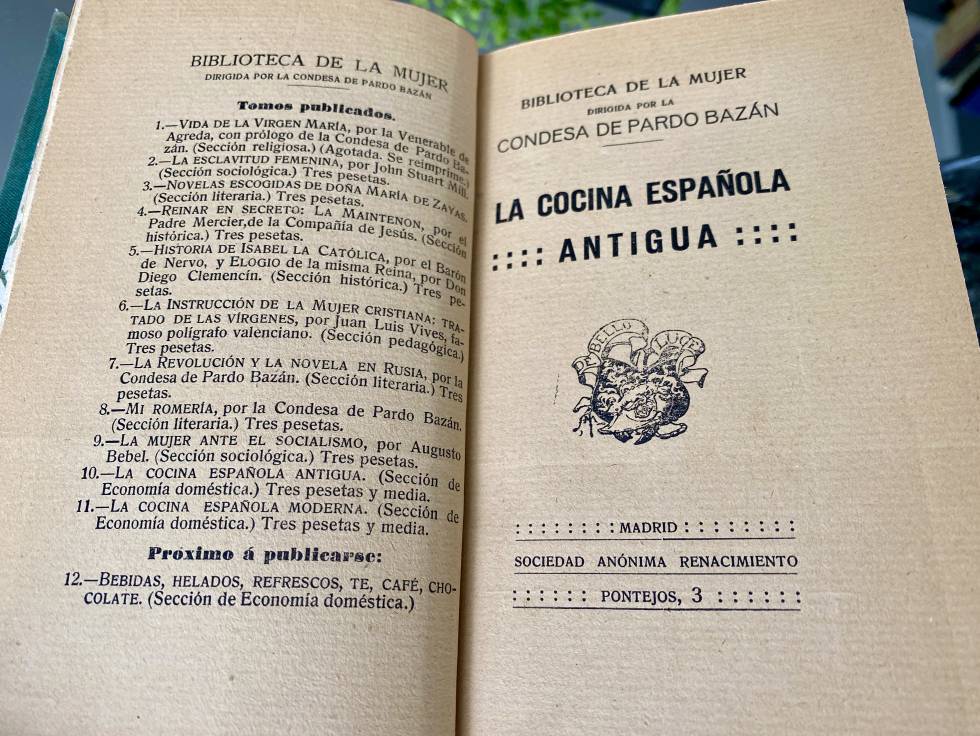 BIBLIOTECA DE LA MUJER
DIRIGIDA POR LA CONDESA DE PARDO BAZÁN
Tomos publicados.
1.—VIDA DE LA VIRGEN MARÍA, por la Venerable de
Agreda, con prólogo de la Condesa de Pardo Ba-
zán. (Sección religiosa.) (Agotada. Se reimprime.)
2.—LA ESCLAVITUD FEMENINA, por John Stuart Mill.
(Sección sociológica.) Tres pesetas.
3.—NOVELAS ESCOGIDAS DE DOÑA MARÍA DE ZAYAS.
(Sección literaria.) Tres pesetas.
4.—REINAR EN SECRETO: LA MAINTENON, por el
Padre Mercier, de la Compañía de Jesús. (Sección
histórica.) Tres pesetas.
5.—HISTORIA DE ISABEL LA CATÓLICA, por el Barón
de Nervo, y ELOGIO de la misma Reina, por Don
Diego Clemencín. (Sección histórica.) Tres pe-
setas.
6.—LA INSTRUCCIÓN DE LA MUJER CRISTIANA: TRA-
TADO DE LAS VÍRGENES, por Juan Luis Vives, fa-
moso polígrafo valenciano. (Sección pedagógica.)
Tres pesetas.
7.—LA REVOLUCIÓN Y LA NOVELA EN RUSIA, por la
Condesa de Pardo Bazán. (Sección literaria.) Tres
pesetas.
8.—MI ROMERÍA, por la Condesa de Pardo Bazán.
(Sección literaria.) Tres pesetas.
9.—LA MUJER ANTE EL SOCIALISMO, por Augusto
Bebel. (Sección sociológica.) Tres pesetas.
10.—LA COCINA ESPAÑOLA ANTIGUA. (Sección de
Economía doméstica.) Tres pesetas y media.
11.—LA COCINA ESPAÑOLA MODERNA. (Sección de
Economía doméstica.) Tres pesetas y media.
Próximo á publicarse:
12.—BEBIDAS, HELADOS, REFRESCOS, TE, CAFÉ, CHO-
COLATE. (Sección de Economía doméstica.)
BIBLIOTECA DE LA MUJER
DIRIGIDA POR LA
CONDESA DE PARDO BAZÁN
LA COCINA ESPAÑOLA
:::: ANTIGUA ::::
DE BELLO LUCE
: : : : : : : : MADRID : : : : : : : :
SOCIEDAD ANÓNIMA RENACIMIENTO
: : : : : : PONTEJOS, 3 : : : : : :